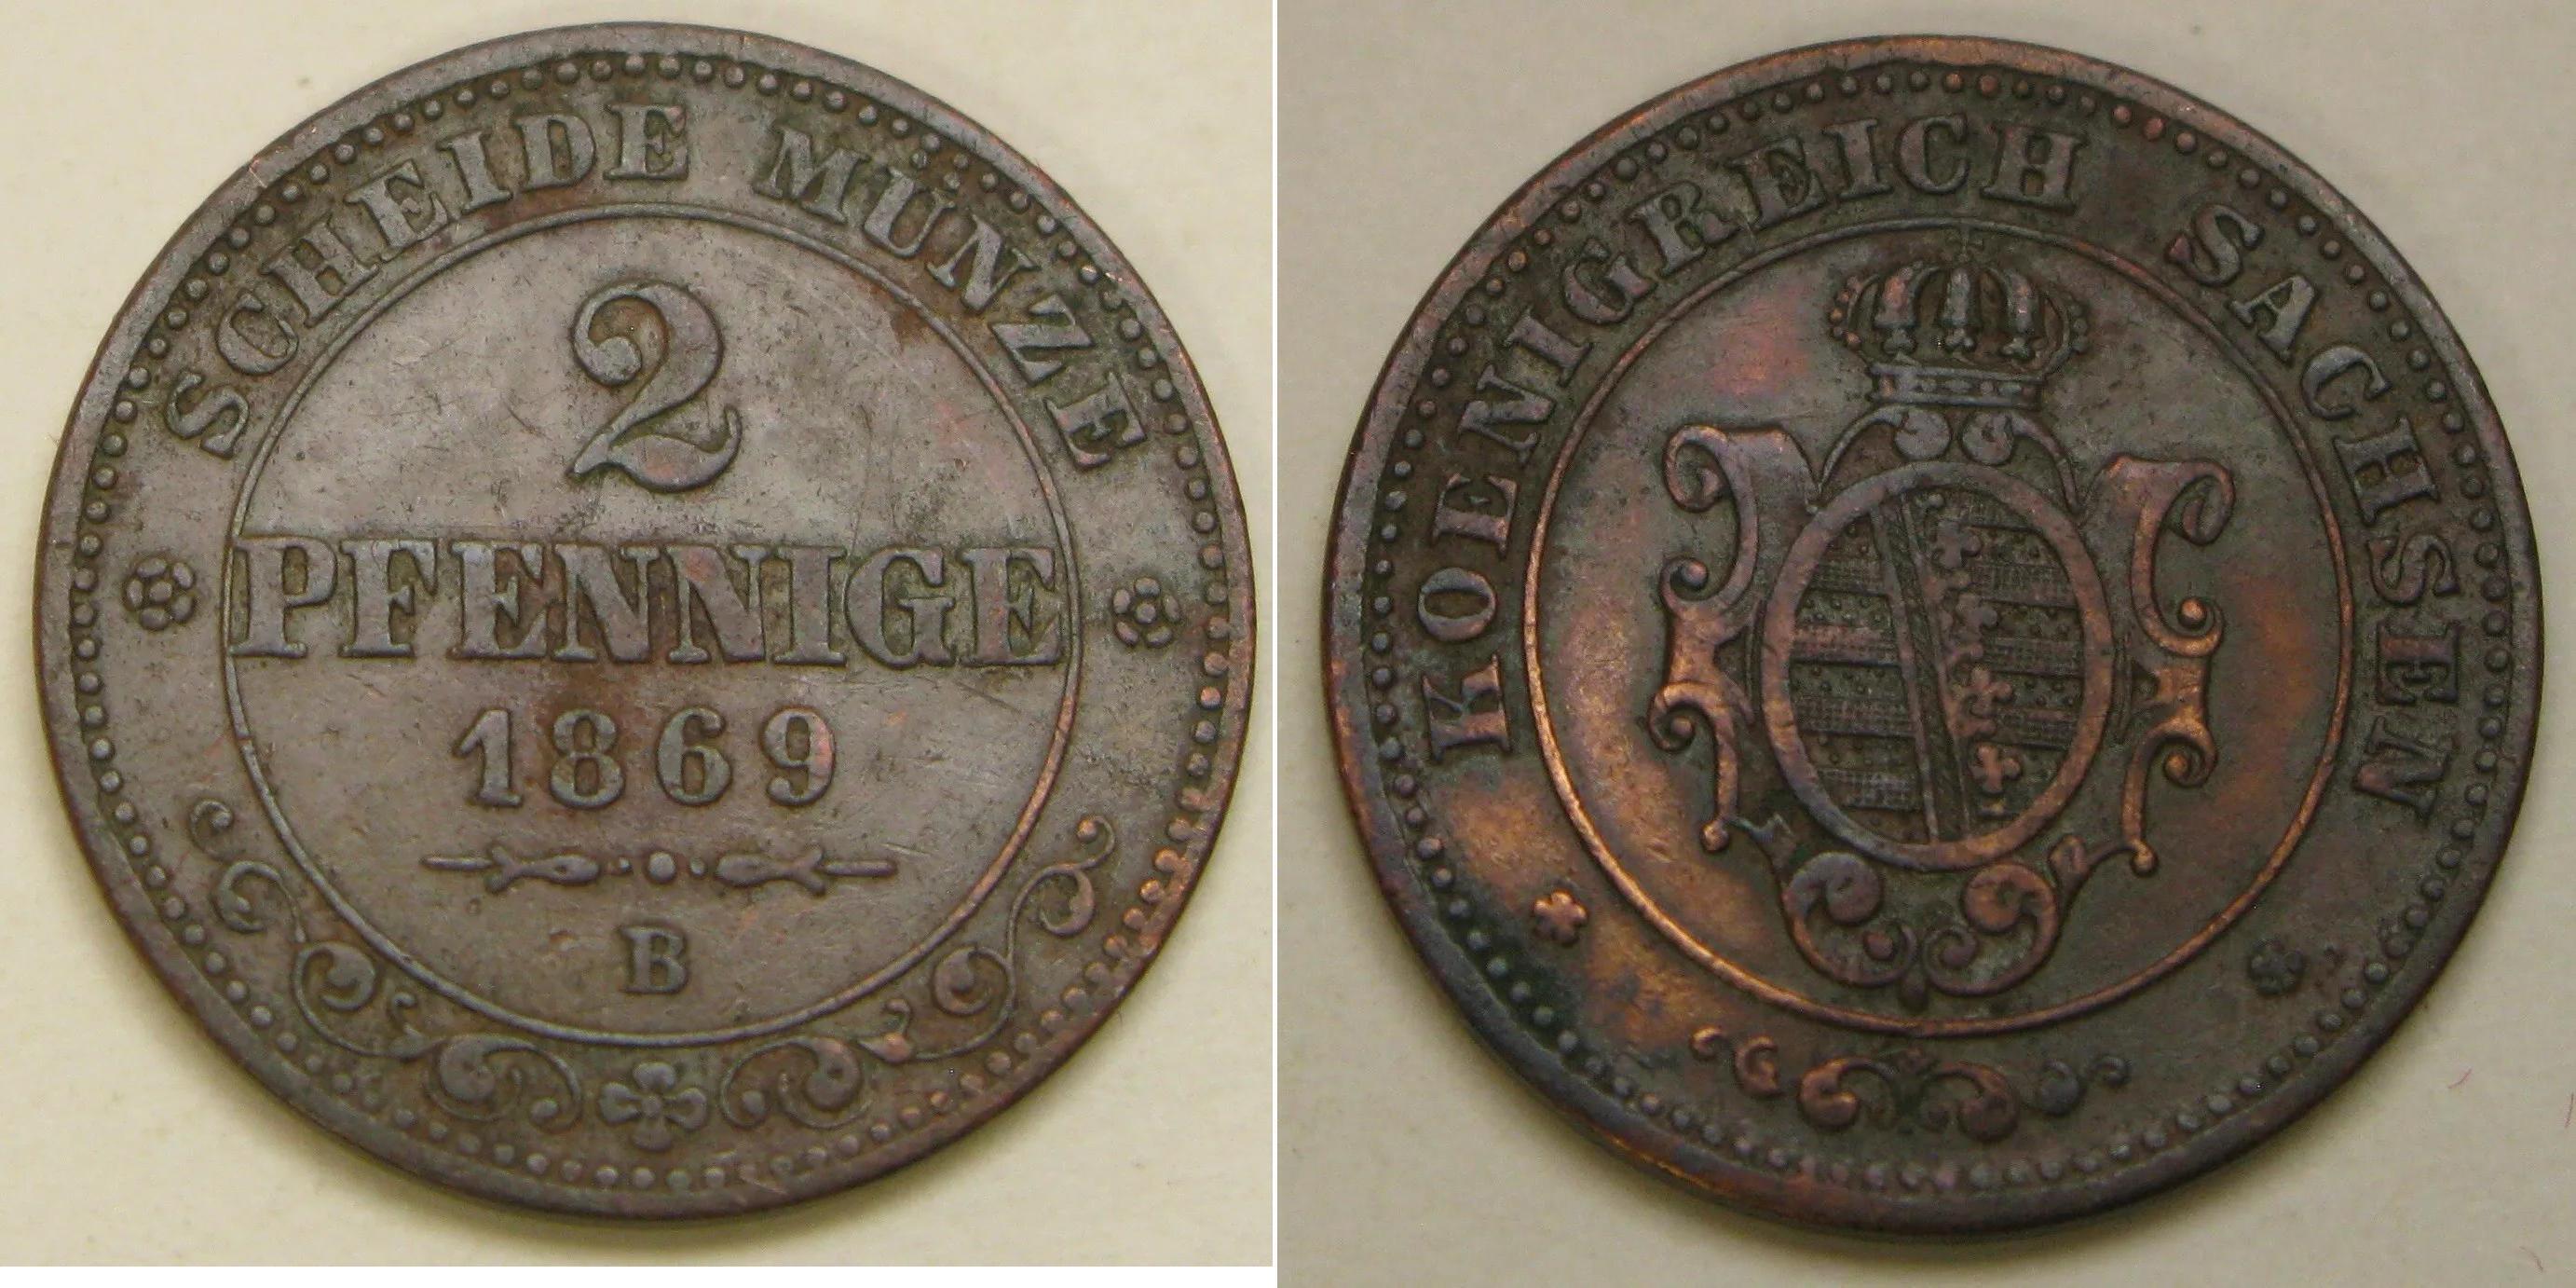 SCHEIDE MÜNZE
2
PFENNIGE
1869
B
KOENIGREICH SACHSEN